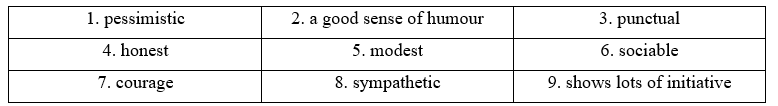 1. pessimistic 2. a good sense of humour 3. punctual
4. honest 5. modest 6. sociable
7. courage 8. sympathetic 9. shows lots of initiative